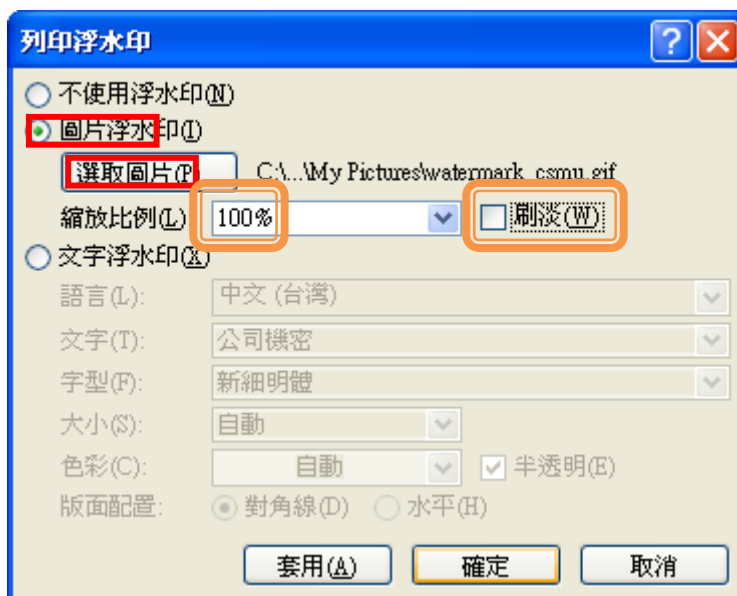 列印浮水印
不使用浮水印(N)
圖片浮水印(I)
選取圖片(P) C:\...\My Pictures\watermark_csmu.gif
縮放比例(L) 100% 刷淡(W)
文字浮水印(X)
語言(L): 中文 (台灣)
文字(T): 公司機密
字型(F): 新細明體
大小(S): 自動
色彩(C): 自動 半透明(E)
版面配置: 對角線(D) 水平(H)
套用(A) 確定 取消